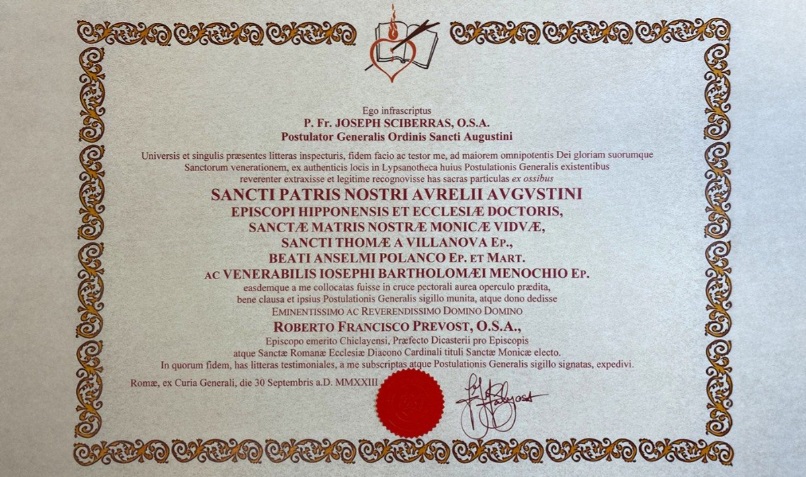 Ego infrascriptus
P. Fr. JOSEPH SCIBERRAS, O.S.A.
Postulator Generalis Ordinis Sancti Augustini
Universis et singulis præsentes litteras inspecturis, fidem facio ac testor me, ad maiorem omnipotentis Dei gloriam suorumque
Sanctorum venerationem, ex authenticis locis in Lypsanotheca huius Postulationis Generalis existentibus
reverenter extraxisse et legitime recognovisse has sacras particulas ex ossibus
SANCTI PATRIS NOSTRI AVRELII AVGVSTINI
EPISCOPI HIPPONENSIS ET ECCLESIÆ DOCTORIS,
SANCTÆ MATRIS NOSTRÆ MONICÆ VIDVÆ,
SANCTI THOMÆ A VILLANOVA EP.,
BEATI ANSELMI POLANCO EP. ET MART.
AC VENERABILIS IOSEPHI BARTHOLOMÆI MENOCHIO EP.
easdemque a me collocatas fuisse in cruce pectorali aurea operculo prædita,
bene clausa et ipsius Postulationis Generalis sigillo munita, atque dono dedisse
EMINENTISSIMO AC REVERENDISSIMO DOMINO DOMINO
ROBERTO FRANCISCO PREVOST, O.S.A.,
Episcopo emerito Chiclayensi, Præfecto Dicasterii pro Episcopis
atque Sanctæ Romanæ Ecclesiæ Diacono Cardinali tituli Sanctæ Monicæ electo.
In quorum fidem, has litteras testimoniales, a me subscriptas atque Postulationis Generalis sigillo signatas, expedivi.
Romæ, ex Curia Generali, die 30 Septembris a.D. MMXXIII